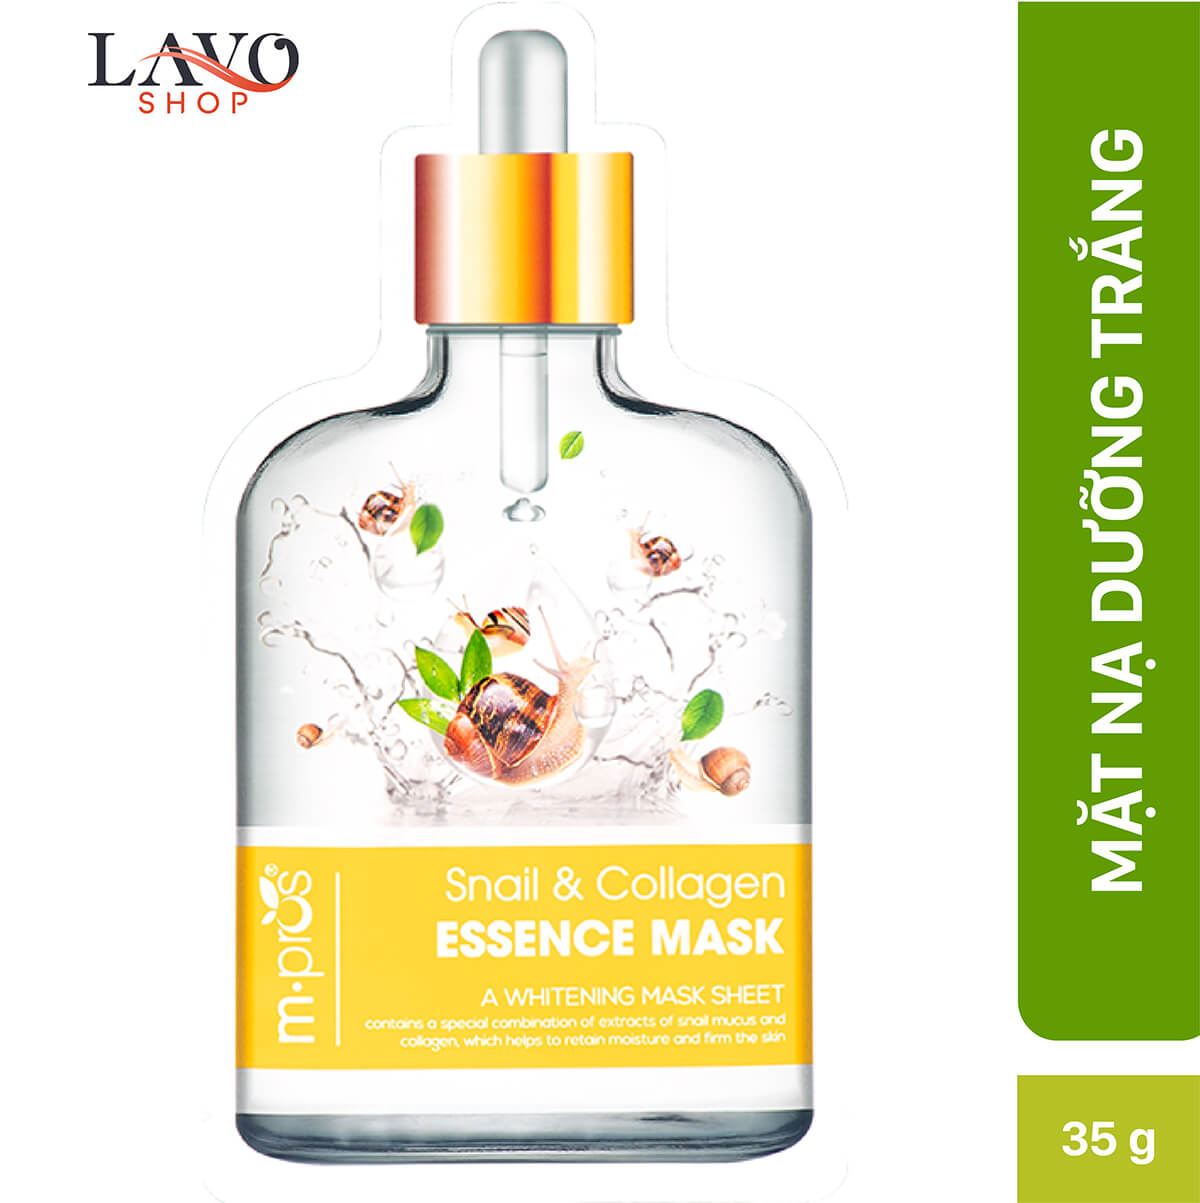 LAVO
SHOP
m·pros®
Snail & Collagen
ESSENCE MASK
A WHITENING MASK SHEET
contains a special combination of extracts of snail mucus and
collagen, which helps to retain moisture and firm the skin
MẶT NẠ DƯỠNG TRẮNG
35 g